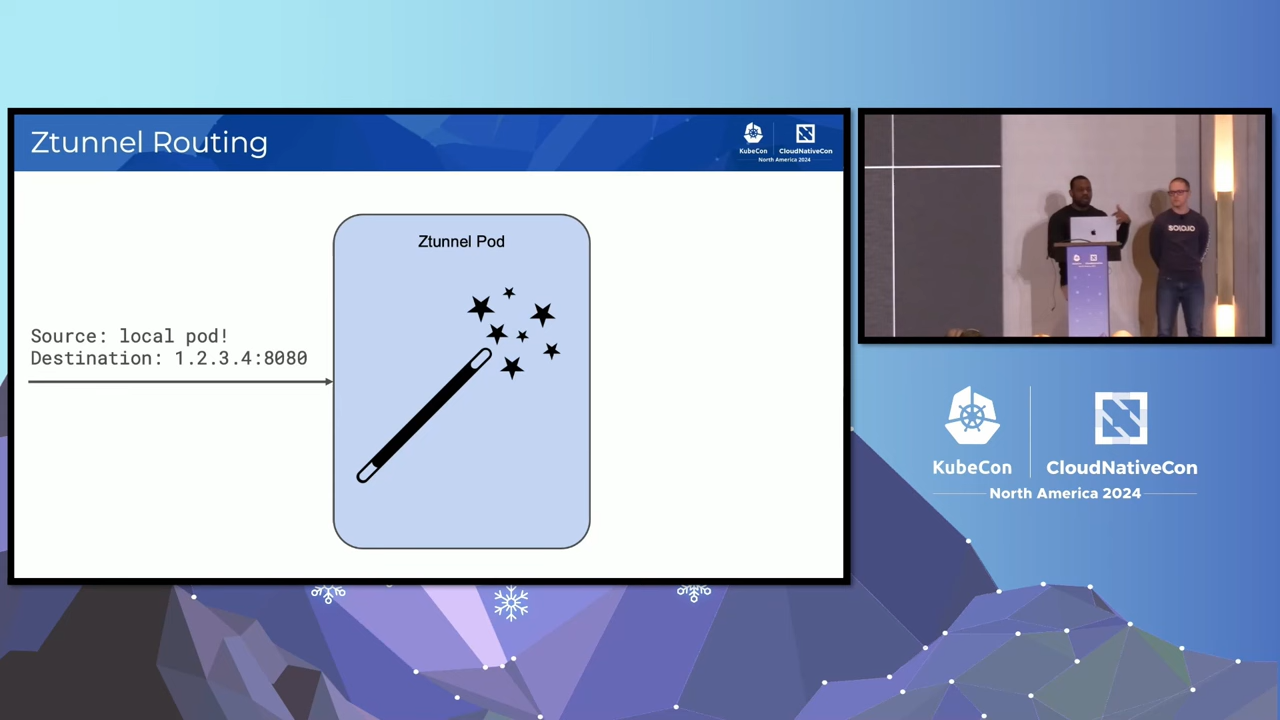 Ztunnel Routing
KubeCon
CloudNativeCon
North America 2024
Ztunnel Pod
Source: local pod!
Destination: 1.2.3.4:8080
SOLO.IO
KubeCon
CloudNativeCon
North America 2024